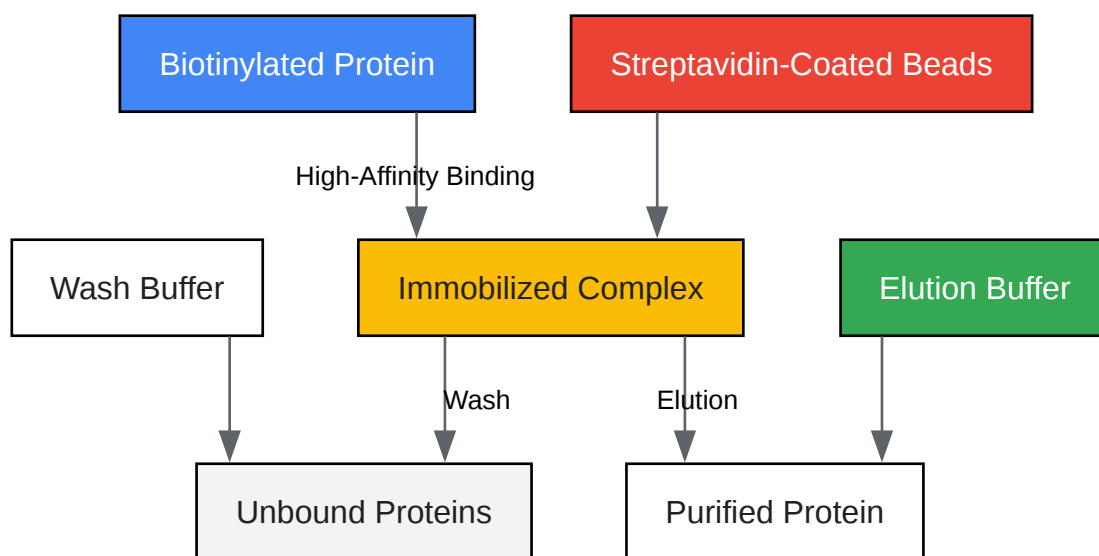 Biotinylated Protein
Streptavidin-Coated Beads
High-Affinity Binding
Wash Buffer
Immobilized Complex
Elution Buffer
Wash
Elution
Unbound Proteins
Purified Protein